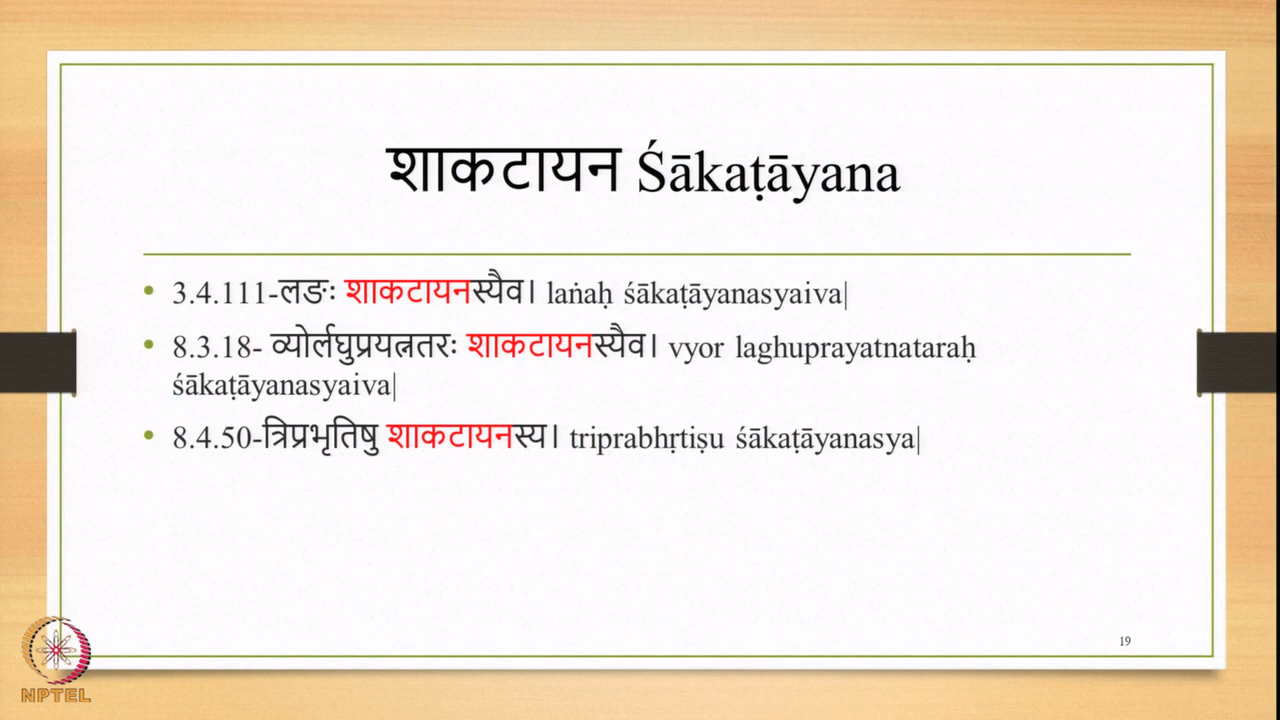 शाकटायन Śākaṭāyana
• 3.4.111-लङः शाकटायनस्यैव। laṅaḥ śākaṭāyanasyaiva|
• 8.3.18- व्योर्लघुप्रयत्नतरः शाकटायनस्यैव। vyor laghuprayatnataraḥ
śākaṭāyanasyaiva|
• 8.4.50-त्रिप्रभृतिषु शाकटायनस्य। triprabhṛtiṣu śākaṭāyanasya|
19
NPTEL